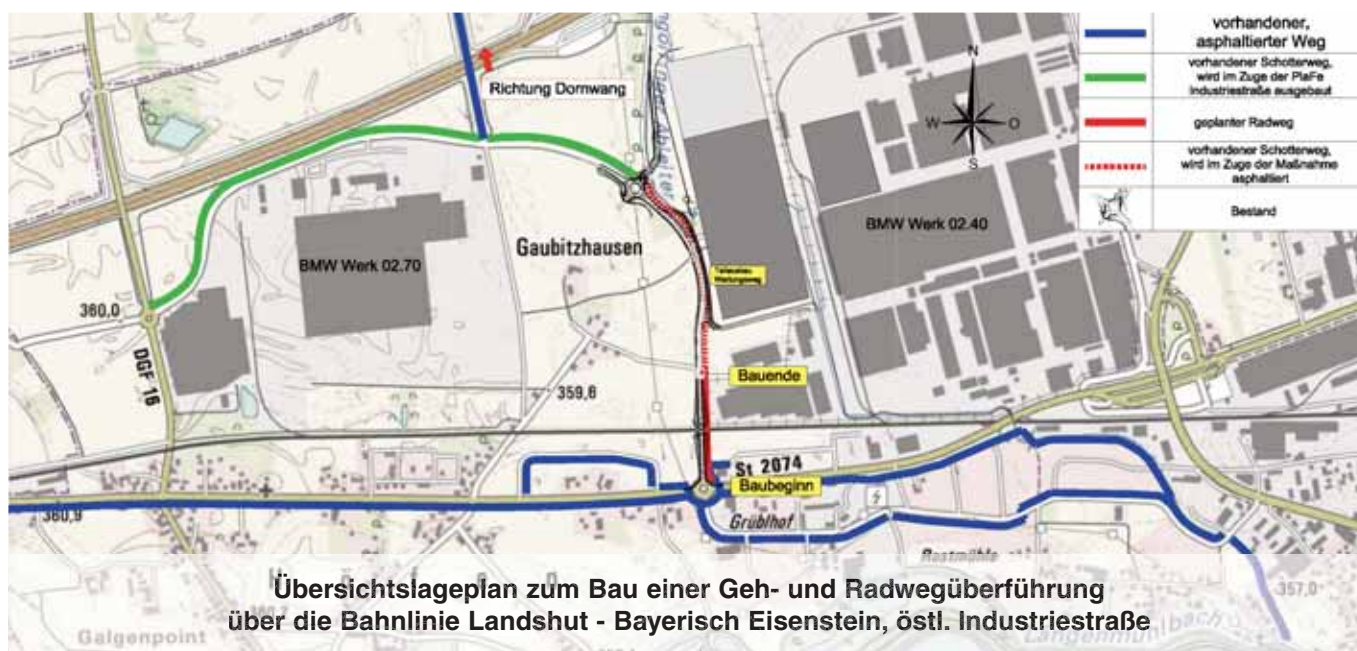 vorhandener,
asphaltierter Weg
vorhandener Schotterweg,
wird im Zuge der PlaFe
Industriestraße ausgebaut
geplanter Radweg
vorhandener Schotterweg,
wird im Zuge der Maßnahme
asphaltiert
Bestand
N
W
O
S
Richtung Dornwang
BMW Werk 02.40
Gaubitzhausen
BMW Werk 02.70
360,0
DGF 16
Bauende
359,6
St 2074
Baubeginn
360,9
Grüblhof
Rostmühle
357,0
Galgenpoint
Langenmühlbach
Übersichtslageplan zum Bau einer Geh- und Radwegüberführung
über die Bahnlinie Landshut - Bayerisch Eisenstein, östl. Industriestraße